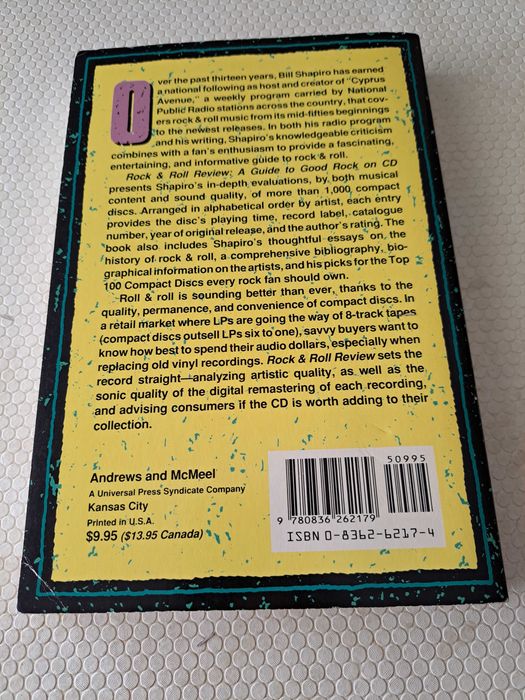 Over the past thirteen years, Bill Shapiro has earned
a national following as host and creator of "Cyprus
Avenue," a weekly program carried by National
Public Radio stations across the country, that cov-
ers rock & roll music from its mid-fifties beginnings
to the newest releases. In both his radio program
and his writing, Shapiro's knowledgeable criticism
combines with a fan's enthusiasm to provide a fascinating,
entertaining, and informative guide to rock & roll.
Rock & Roll Review: A Guide to Good Rock on CD
presents Shapiro's in-depth evaluations, by both musical
content and sound quality, of more than 1,000 compact
discs. Arranged in alphabetical order by artist, each entry
provides the disc's playing time, record label, catalogue
number, year of original release, and the author's rating. The
book also includes Shapiro's thoughtful essays on the
history of rock & roll, a comprehensive bibliography, bio-
graphical information on the artists, and his picks for the Top
100 Compact Discs every rock fan should own.
Roll & roll is sounding better than ever, thanks to the
quality, permanence, and convenience of compact discs. In
a retail market where LPs are going the way of 8-track tapes
(compact discs outsell LPs six to one), savvy buyers want to
know how best to spend their audio dollars, especially when
replacing old vinyl recordings. Rock & Roll Review sets the
record straight—analyzing artistic quality, as well as the
sonic quality of the digital remastering of each recording,
and advising consumers if the CD is worth adding to their
collection.
Andrews and McMeel
A Universal Press Syndicate Company
Kansas City
Printed in U.S.A.
$9.95 ($13.95 Canada)
50995
9 780836 262179
ISBN 0-8362-6217-4